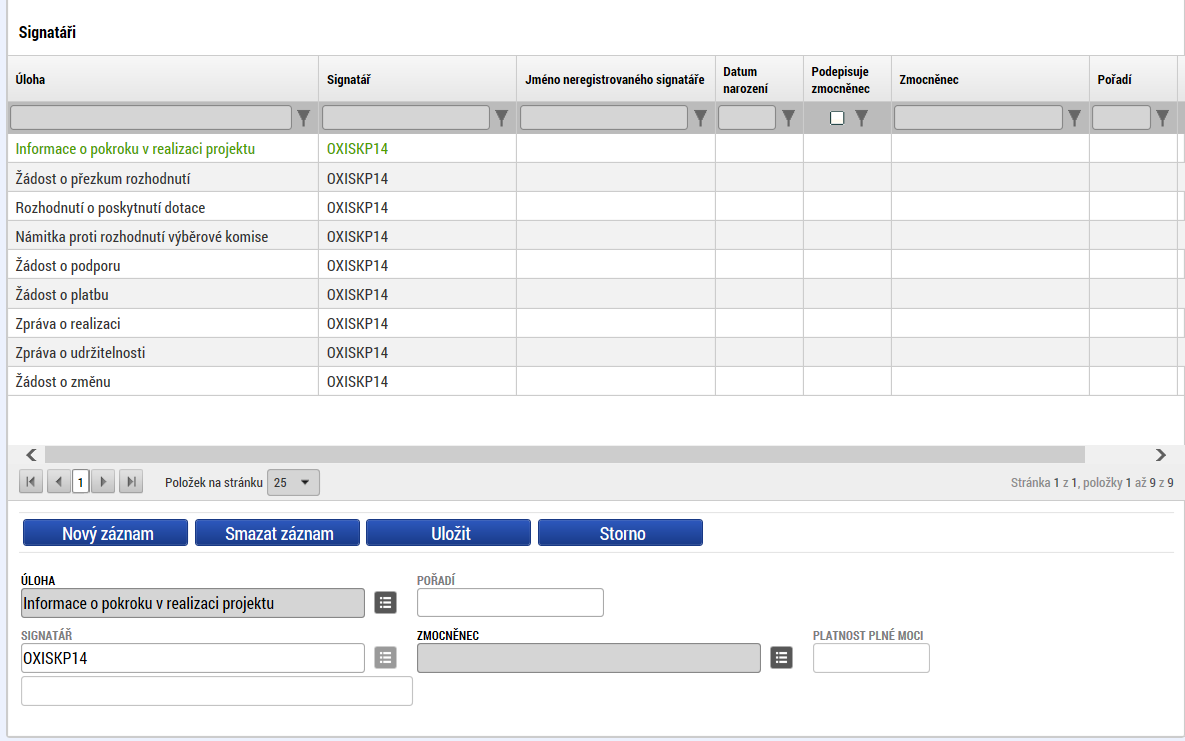 Signatáři
Úloha Signatář Jméno neregistrovaného signatáře Datum narození Podepisuje zmocněnec Zmocněnec Pořadí
Informace o pokroku v realizaci projektu OXISKP14
Žádost o přezkum rozhodnutí OXISKP14
Rozhodnutí o poskytnutí dotace OXISKP14
Námitka proti rozhodnutí výběrové komise OXISKP14
Žádost o podporu OXISKP14
Žádost o platbu OXISKP14
Zpráva o realizaci OXISKP14
Zpráva o udržitelnosti OXISKP14
Žádost o změnu OXISKP14
1 Položek na stránku 25 Stránka 1 z 1, položky 1 až 9 z 9
Nový záznam Smazat záznam Uložit Storno
ÚLOHA POŘADÍ
Informace o pokroku v realizaci projektu
SIGNATÁŘ ZMOCNĚNEC PLATNOST PLNÉ MOCI
OXISKP14